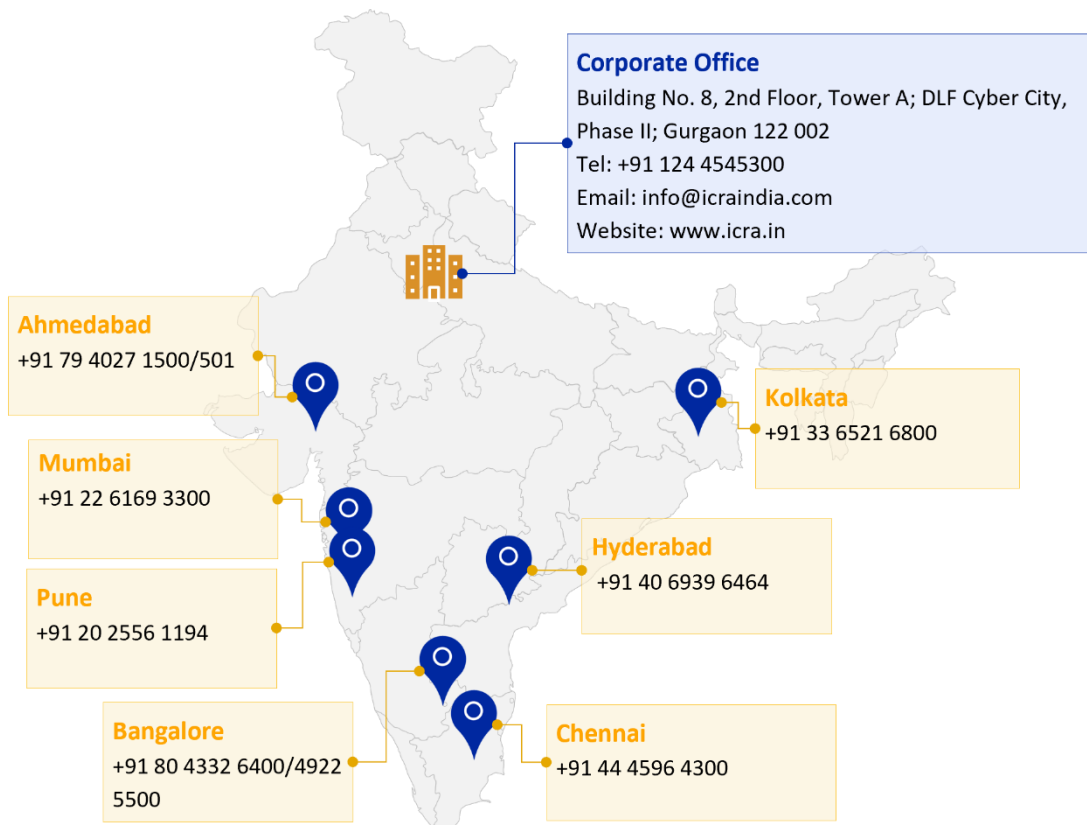 Corporate Office
Building No. 8, 2nd Floor, Tower A; DLF Cyber City,
Phase II; Gurgaon 122 002
Tel: +91 124 4545300
Email: info@icraindia.com
Website: www.icra.in
Ahmedabad
+91 79 4027 1500/501
Kolkata
+91 33 6521 6800
Mumbai
+91 22 6169 3300
Hyderabad
+91 40 6939 6464
Pune
+91 20 2556 1194
Bangalore
+91 80 4332 6400/4922
5500
Chennai
+91 44 4596 4300